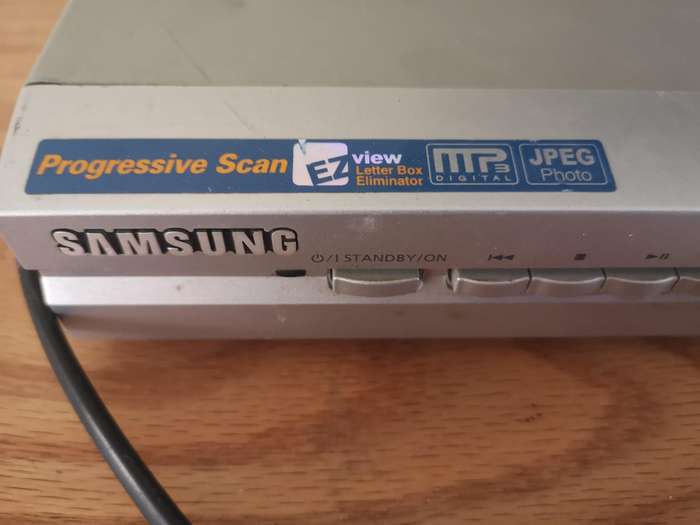 Progressive Scan
EZ view
Letter Box
Eliminator
MP3
DIGITAL
JPEG
Photo
SAMSUNG
⏻/I STANDBY/ON